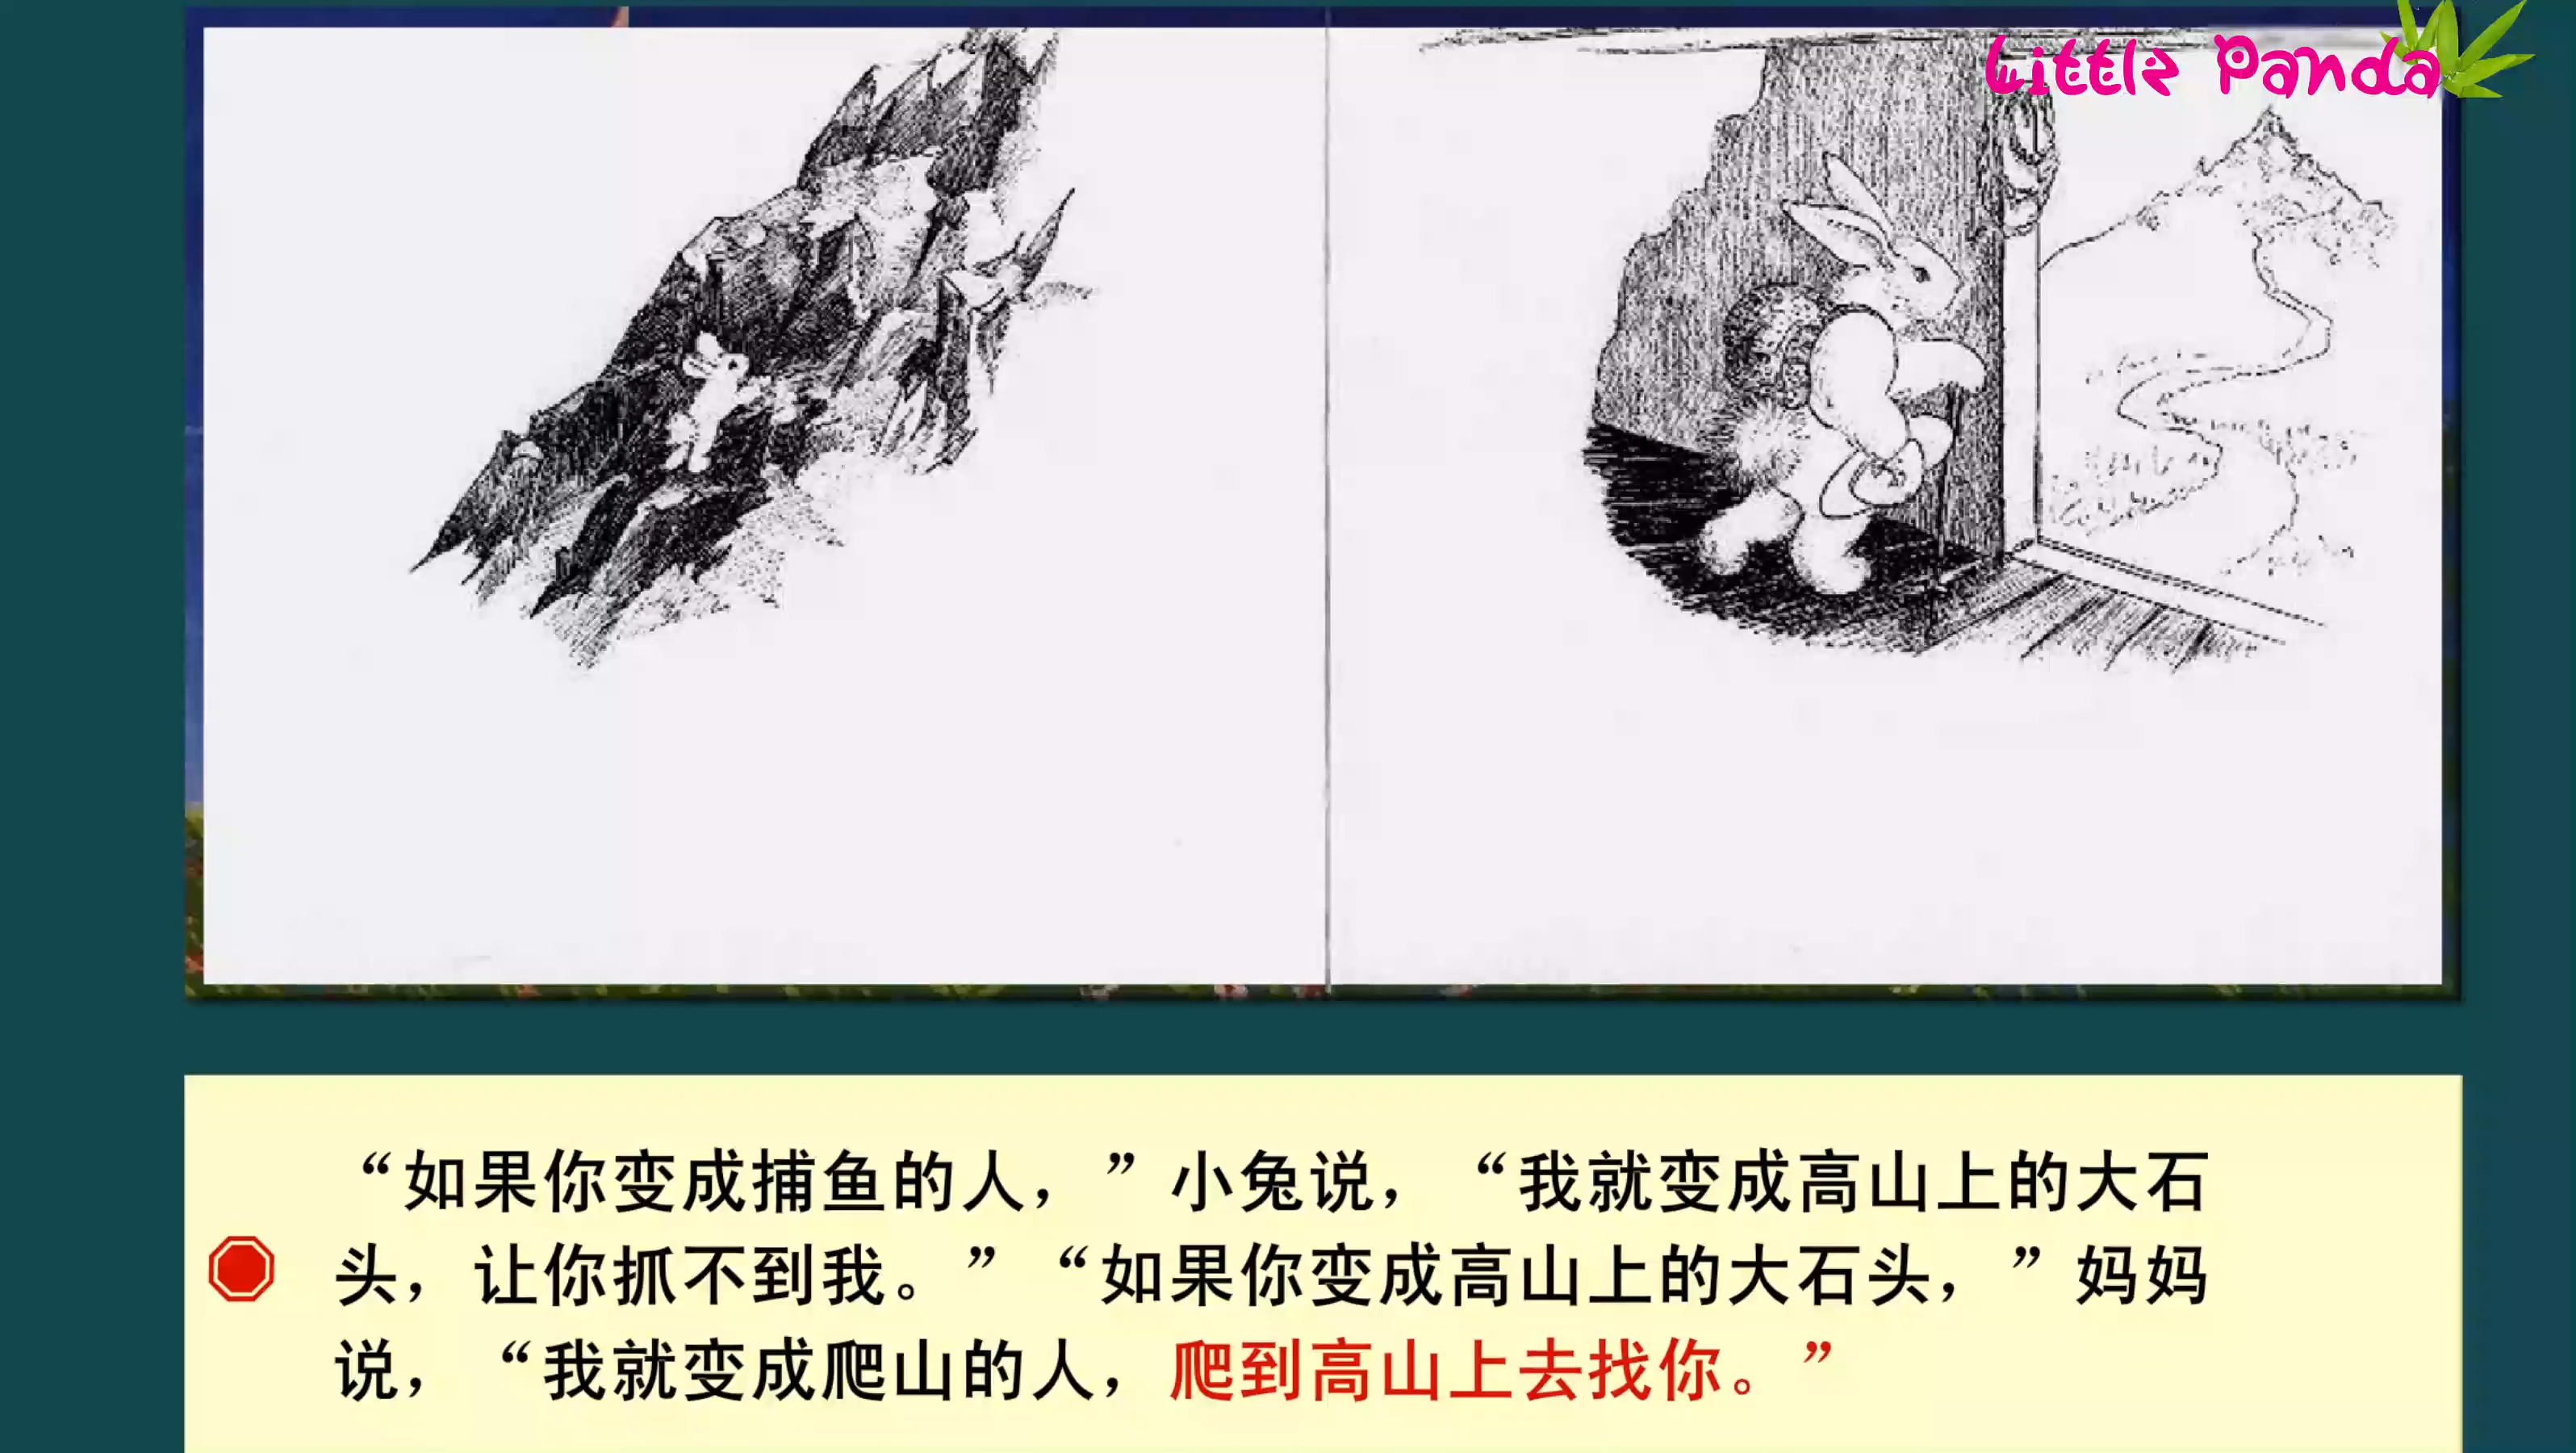 Little Panda
“如果你变成捕鱼的人，”小兔说，“我就变成高山上的大石
头，让你抓不到我。”“如果你变成高山上的大石头，”妈妈
说，“我就变成爬山的人，爬到高山上去找你。”